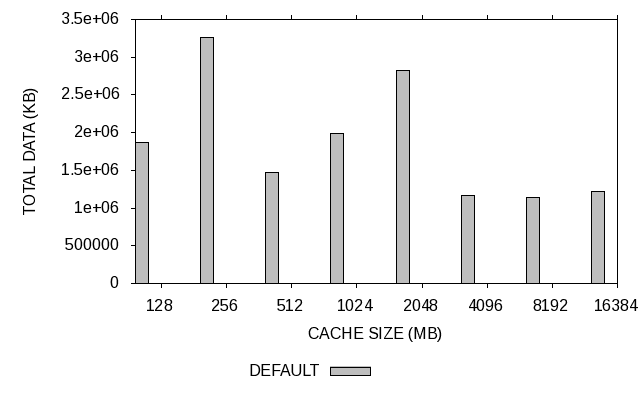 3.5e+06
3e+06
2.5e+06
2e+06
1.5e+06
1e+06
500000
0
TOTAL DATA (KB)
128 256 512 1024 2048 4096 8192 16384
CACHE SIZE (MB)
DEFAULT